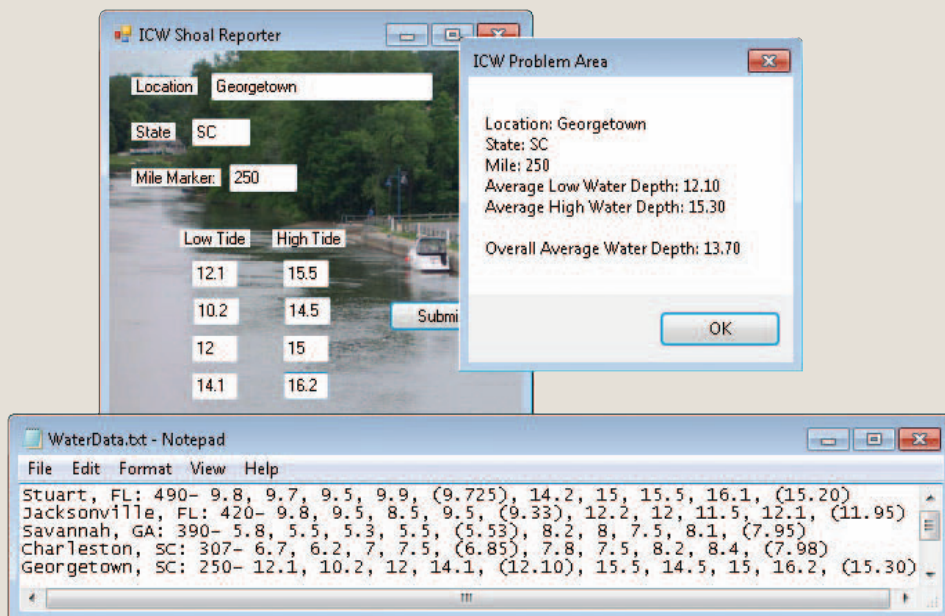 ICW Shoal Reporter
Location Georgetown
State SC
Mile Marker: 250
Low Tide High Tide
12.1 15.5
10.2 14.5
12 15
14.1 16.2
ICW Problem Area
Location: Georgetown
State: SC
Mile: 250
Average Low Water Depth: 12.10
Average High Water Depth: 15.30
Overall Average Water Depth: 13.70
OK
WaterData.txt - Notepad
File Edit Format View Help
Stuart, FL: 490- 9.8, 9.7, 9.5, 9.9, (9.725), 14.2, 15, 15.5, 16.1, (15.20)
Jacksonville, FL: 420- 9.8, 9.5, 8.5, 9.5, (9.33), 12.2, 12, 11.5, 12.1, (11.95)
Savannah, GA: 390- 5.8, 5.5, 5.3, 5.5, (5.53), 8.2, 8, 7.5, 8.1, (7.95)
Charleston, SC: 307- 6.7, 6.2, 7, 7.5, (6.85), 7.8, 7.5, 8.2, 8.4, (7.98)
Georgetown, SC: 250- 12.1, 10.2, 12, 14.1, (12.10), 15.5, 14.5, 15, 16.2, (15.30)